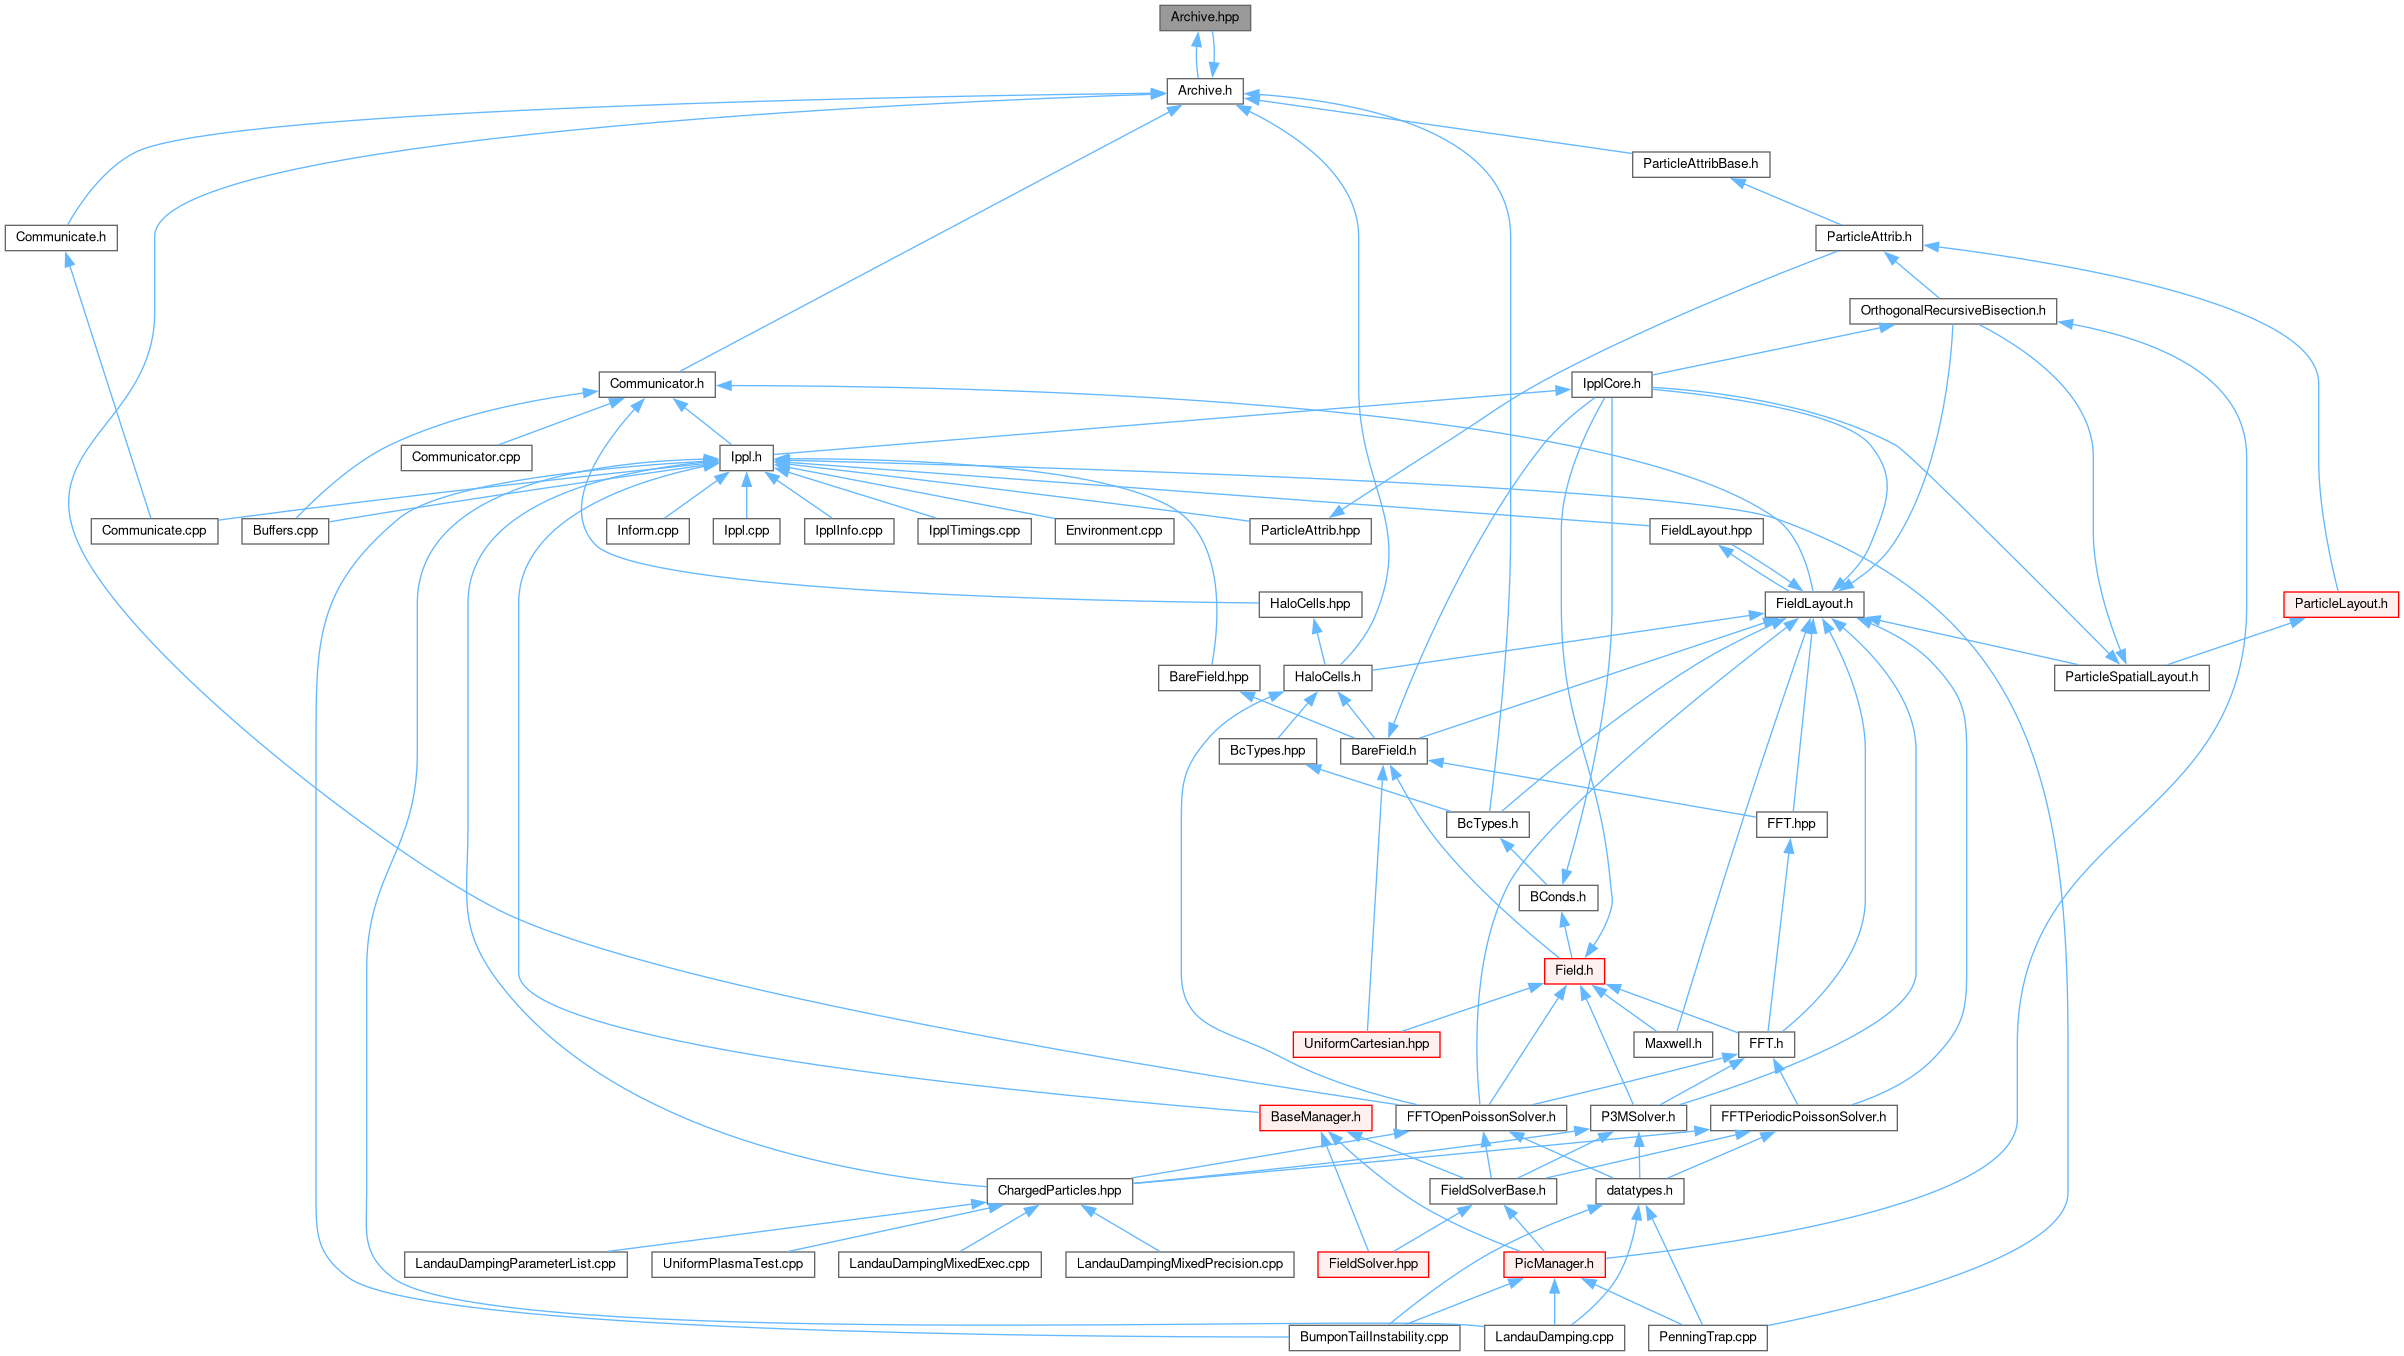 Archive.hpp
Archive.h
ParticleAttribBase.h
Communicate.h
ParticleAttrib.h
OrthogonalRecursiveBisection.h
Communicator.h
IpplCore.h
Communicator.cpp
Ippl.h
Communicate.cpp
Buffers.cpp
Inform.cpp
Ippl.cpp
IpplInfo.cpp
IpplTimings.cpp
Environment.cpp
ParticleAttrib.hpp
FieldLayout.hpp
HaloCells.hpp
FieldLayout.h
ParticleLayout.h
BareField.hpp
HaloCells.h
ParticleSpatialLayout.h
BcTypes.hpp
BareField.h
BcTypes.h
FFT.hpp
BConds.h
Field.h
UniformCartesian.hpp
Maxwell.h
FFT.h
BaseManager.h
FFTOpenPoissonSolver.h
P3MSolver.h
FFTPeriodicPoissonSolver.h
ChargedParticles.hpp
FieldSolverBase.h
datatypes.h
LandauDampingParameterList.cpp
UniformPlasmaTest.cpp
LandauDampingMixedExec.cpp
LandauDampingMixedPrecision.cpp
FieldSolver.hpp
PicManager.h
BumponTailInstability.cpp
LandauDamping.cpp
PenningTrap.cpp